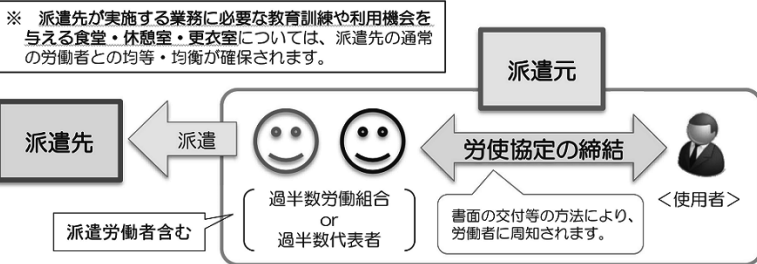 ※ 派遣先が実施する業務に必要な教育訓練や利用機会を
与える食堂・休憩室・更衣室については、派遣先の通常
の労働者との均等・均衡が確保されます。
派遣元
派遣先
派遣
労使協定の締結
＜使用者＞
過半数労働組合
or
過半数代表者
派遣労働者含む
書面の交付等の方法により、
労働者に周知されます。